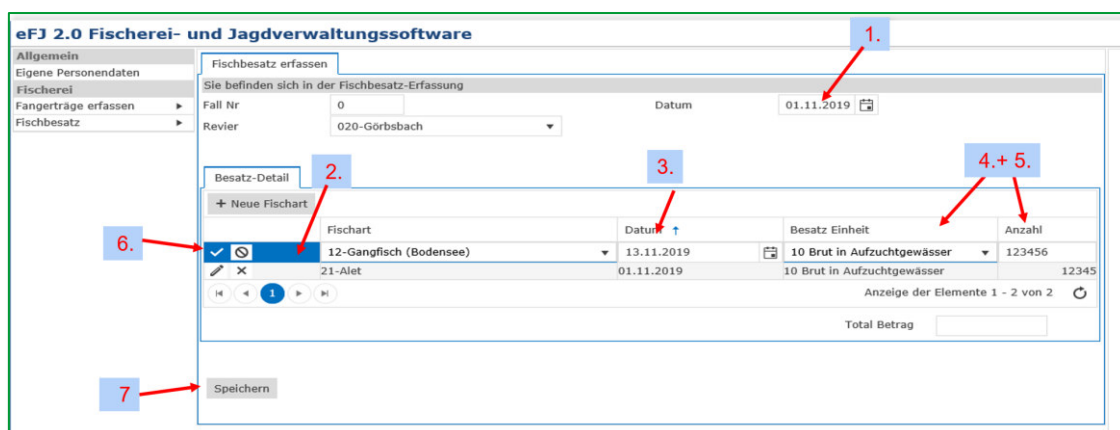 eFJ 2.0 Fischerei- und Jagdverwaltungssoftware
1.
Allgemein
Eigene Personendaten
Fischerei
Fangerträge erfassen
Fischbesatz
Fischbesatz erfassen
Sie befinden sich in der Fischbesatz-Erfassung
Fall Nr 0 Datum 01.11.2019
Revier 020-Görbsbach
Besatz-Detail
2.
3.
4.+ 5.
+ Neue Fischart
Fischart Datum ↑ Besatz Einheit Anzahl
6.
12-Gangfisch (Bodensee) 13.11.2019 10 Brut in Aufzuchtgewässer 123456
21-Alet 01.11.2019 10 Brut in Aufzuchtgewässer 12345
1 Anzeige der Elemente 1 - 2 von 2
Total Betrag
7 Speichern